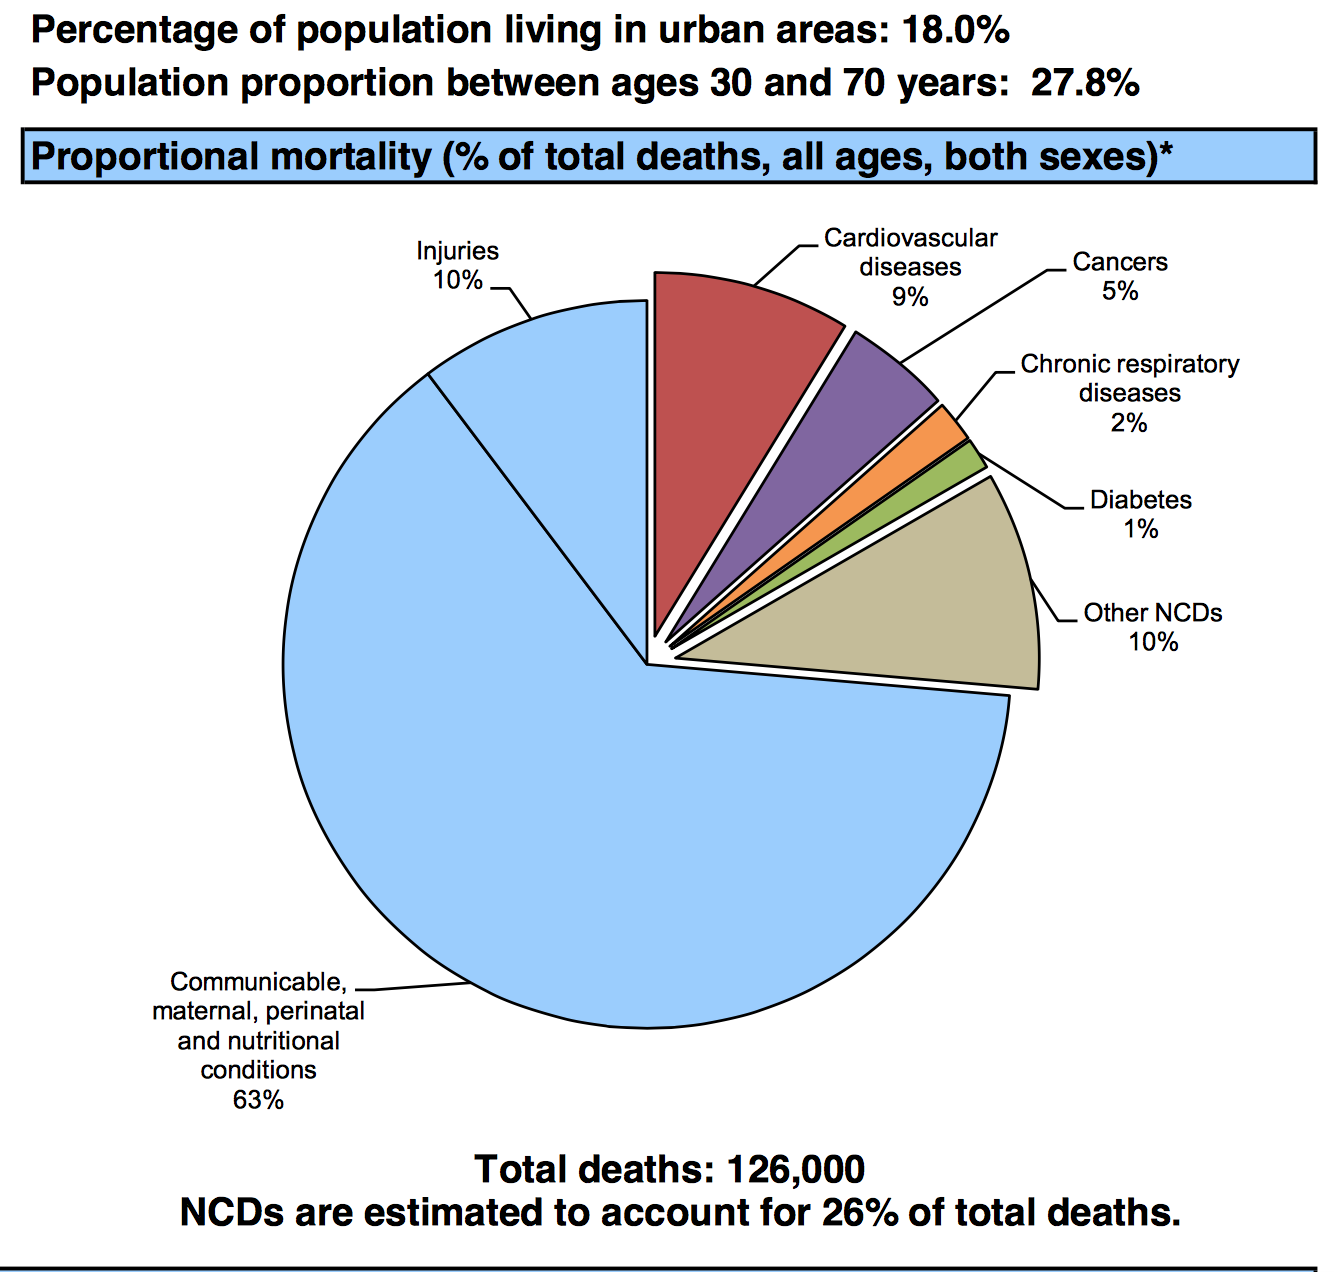 Percentage of population living in urban areas: 18.0%
Population proportion between ages 30 and 70 years:  27.8%
Proportional mortality (% of total deaths, all ages, both sexes)*
Injuries
10%
Cardiovascular
diseases
9%
Cancers
5%
Chronic respiratory
diseases
2%
Diabetes
1%
Other NCDs
10%
Communicable,
maternal, perinatal
and nutritional
conditions
63%
Total deaths: 126,000
NCDs are estimated to account for 26% of total deaths.